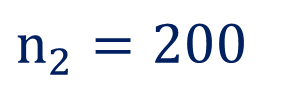 n₂ = 200